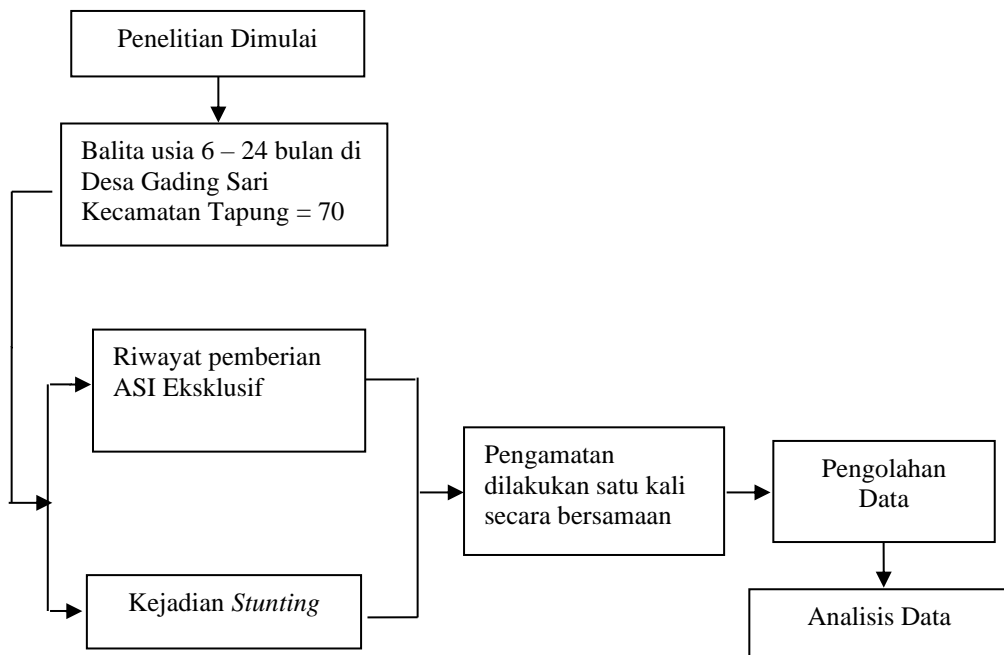 Penelitian Dimulai
Balita usia 6 – 24 bulan di
Desa Gading Sari
Kecamatan Tapung = 70
Riwayat pemberian
ASI Eksklusif
Kejadian Stunting
Pengamatan
dilakukan satu kali
secara bersamaan
Pengolahan
Data
Analisis Data